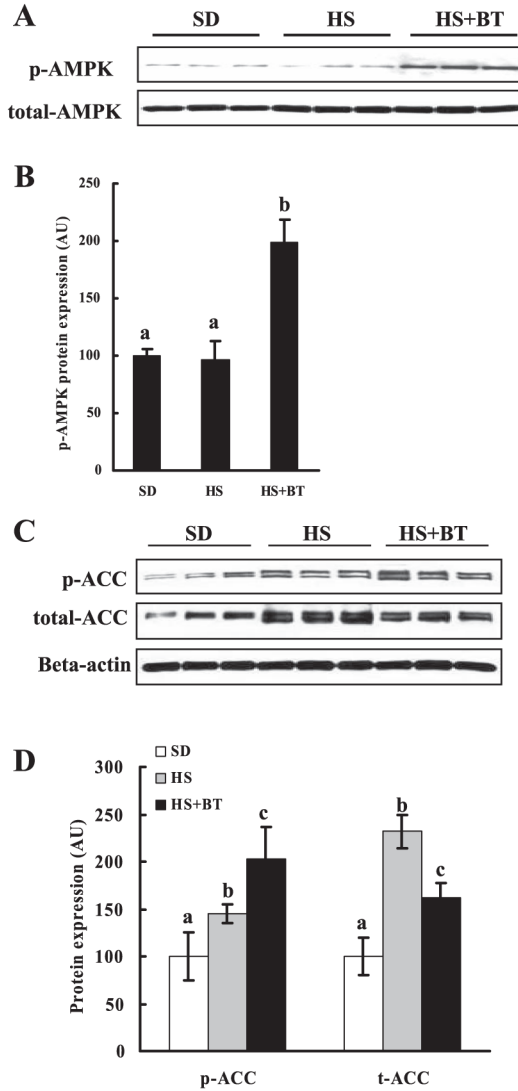 A
SD HS HS+BT
p-AMPK
total-AMPK
B
p-AMPK protein expression (AU)
250
200
150
100
50
0
a a b
SD HS HS+BT
C
SD HS HS+BT
p-ACC
total-ACC
Beta-actin
D
Protein expression (AU)
300
250
200
150
100
50
0
SD
HS
HS+BT
a b c a b c
p-ACC t-ACC